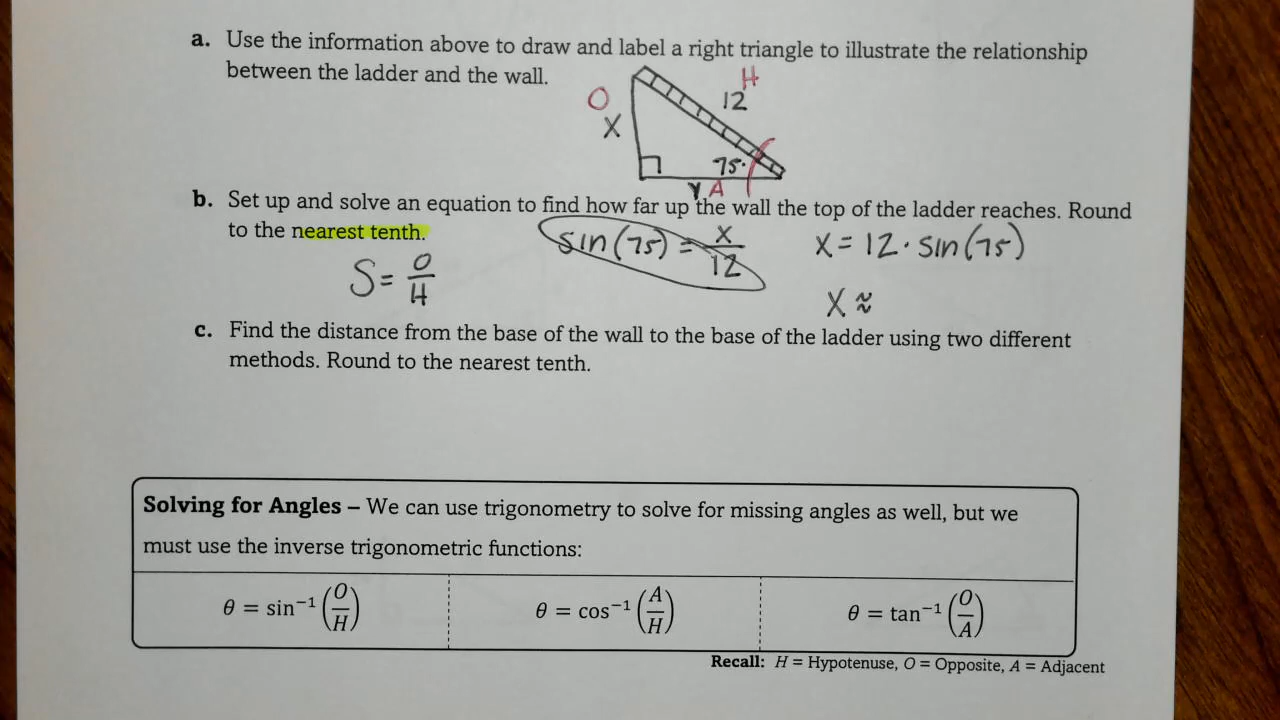 a. Use the information above to draw and label a right triangle to illustrate the relationship
between the ladder and the wall.
H
O
12
X
75°
Y A
b. Set up and solve an equation to find how far up the wall the top of the ladder reaches. Round
to the nearest tenth.
sin(75) = X/12
X = 12 · sin(75)
S = O/H
X ≈
c. Find the distance from the base of the wall to the base of the ladder using two different
methods. Round to the nearest tenth.
Solving for Angles – We can use trigonometry to solve for missing angles as well, but we
must use the inverse trigonometric functions:
θ = sin⁻¹(O/H)
θ = cos⁻¹(A/H)
θ = tan⁻¹(O/A)
Recall: H = Hypotenuse, O = Opposite, A = Adjacent